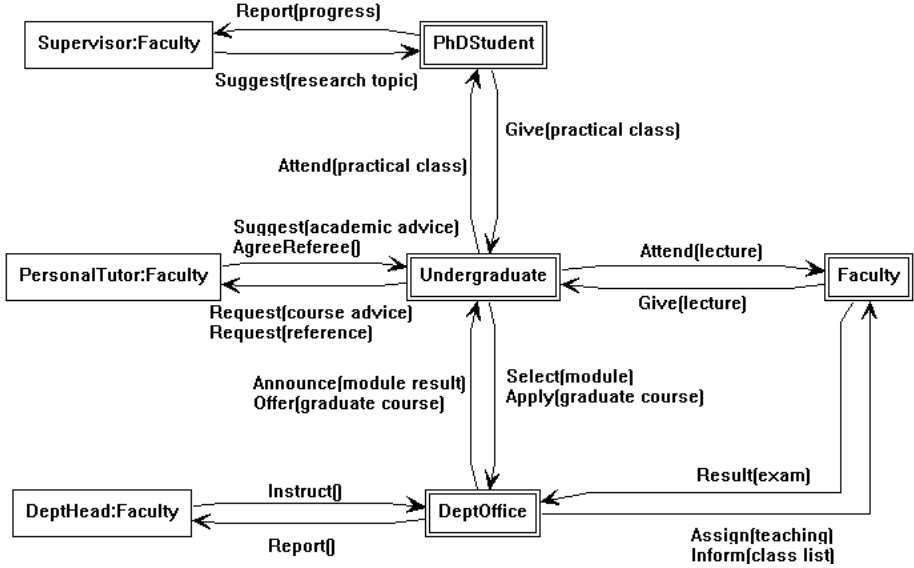 Report(progress)
Supervisor:Faculty
PhDStudent
Suggest(research topic)
Give(practical class)
Attend(practical class)
Suggest(academic advice)
AgreeReferee()
Attend(lecture)
PersonalTutor:Faculty
Undergraduate
Faculty
Give(lecture)
Request(course advice)
Request(reference)
Announce(module result)
Offer(graduate course)
Select(module)
Apply(graduate course)
Result(exam)
Instruct()
DeptHead:Faculty
DeptOffice
Report()
Assign(teaching)
Inform(class list)